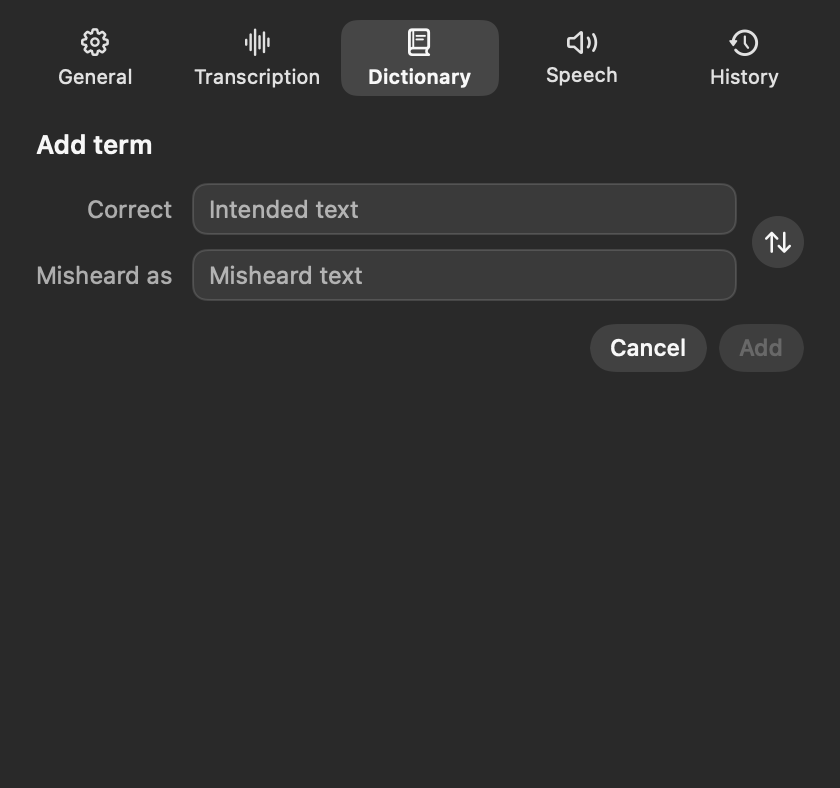 General
Transcription
Dictionary
Speech
History
Add term
Correct
Intended text
Misheard as
Misheard text
Cancel
Add